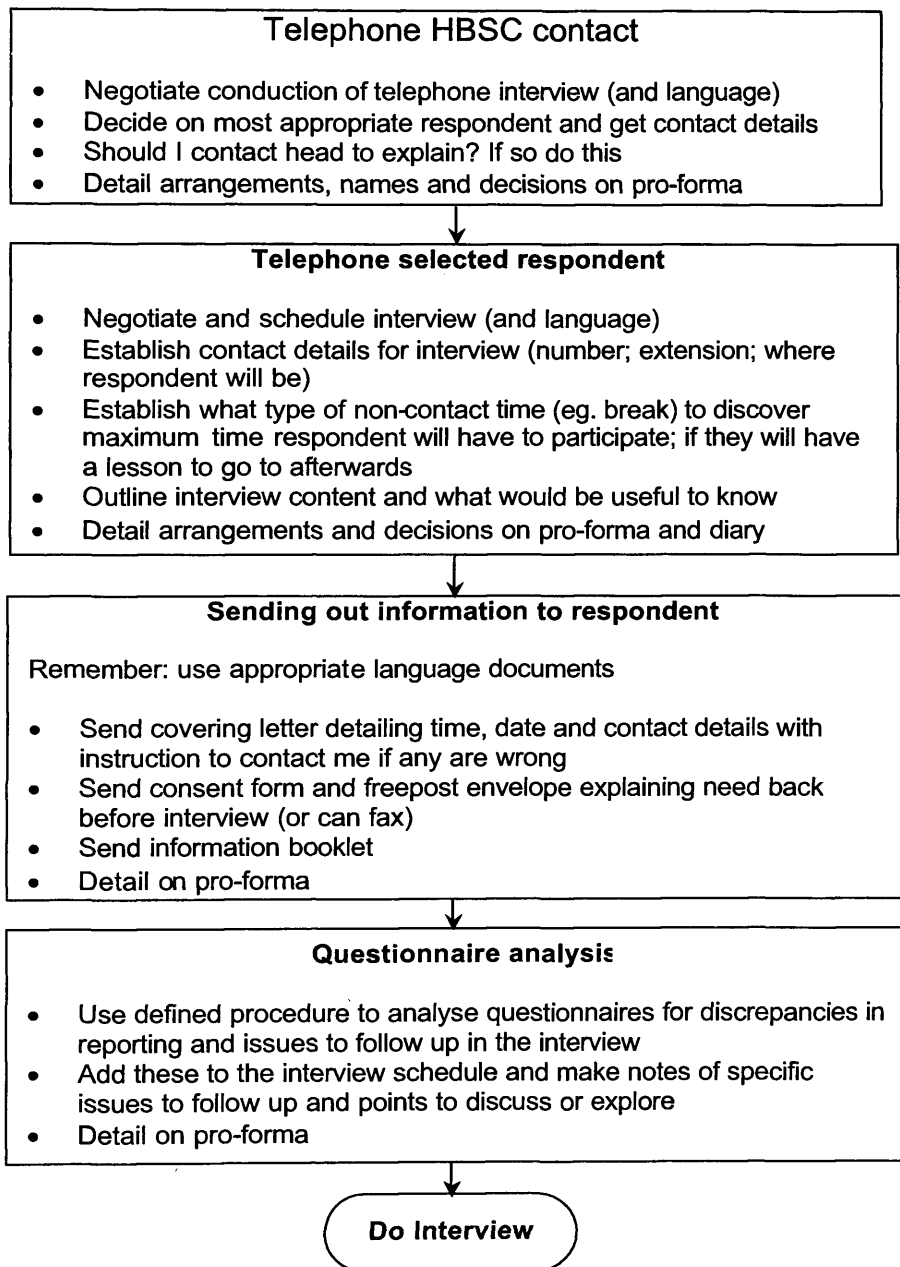 Telephone HBSC contact
• Negotiate conduction of telephone interview (and language)
• Decide on most appropriate respondent and get contact details
• Should I contact head to explain? If so do this
• Detail arrangements, names and decisions on pro-forma
Telephone selected respondent
• Negotiate and schedule interview (and language)
• Establish contact details for interview (number; extension; where
respondent will be)
• Establish what type of non-contact time (eg. break) to discover
maximum time respondent will have to participate; if they will have
a lesson to go to afterwards
• Outline interview content and what would be useful to know
• Detail arrangements and decisions on pro-forma and diary
Sending out information to respondent
Remember: use appropriate language documents
• Send covering letter detailing time, date and contact details with
instruction to contact me if any are wrong
• Send consent form and freepost envelope explaining need back
before interview (or can fax)
• Send information booklet
• Detail on pro-forma
Questionnaire analysis
• Use defined procedure to analyse questionnaires for discrepancies in
reporting and issues to follow up in the interview
• Add these to the interview schedule and make notes of specific
issues to follow up and points to discuss or explore
• Detail on pro-forma
Do Interview